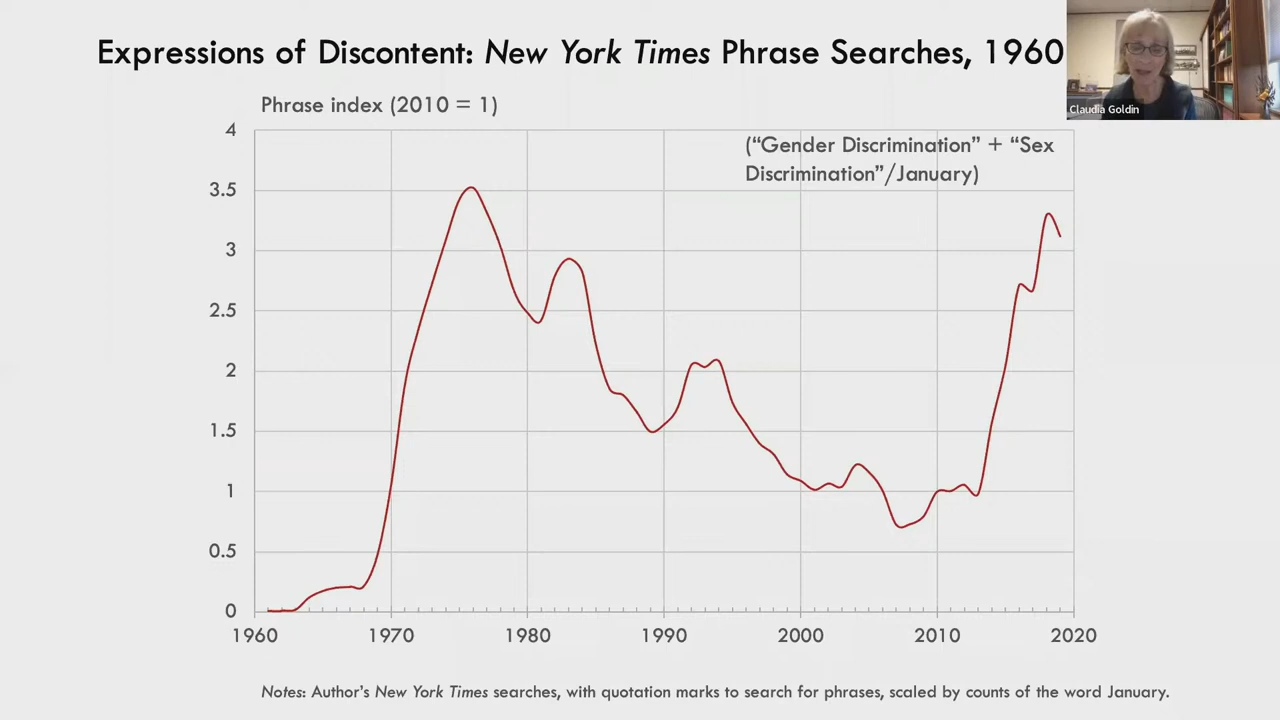 Expressions of Discontent: New York Times Phrase Searches, 1960
Claudia Goldin
Phrase index (2010 = 1)
(“Gender Discrimination” + “Sex
Discrimination”/January)
4
3.5
3
2.5
2
1.5
1
0.5
0
1960 1970 1980 1990 2000 2010 2020
Notes: Author’s New York Times searches, with quotation marks to search for phrases, scaled by counts of the word January.